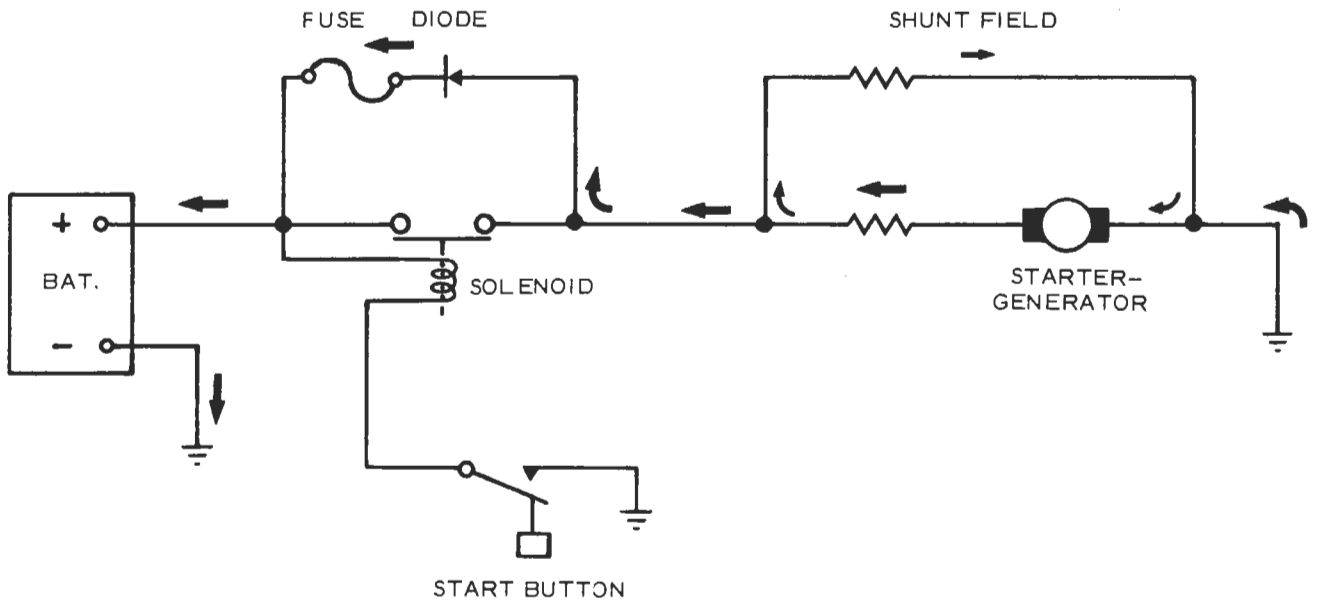 FUSE DIODE
SHUNT FIELD
+
BAT.
-
SOLENOID
STARTER-
GENERATOR
START BUTTON